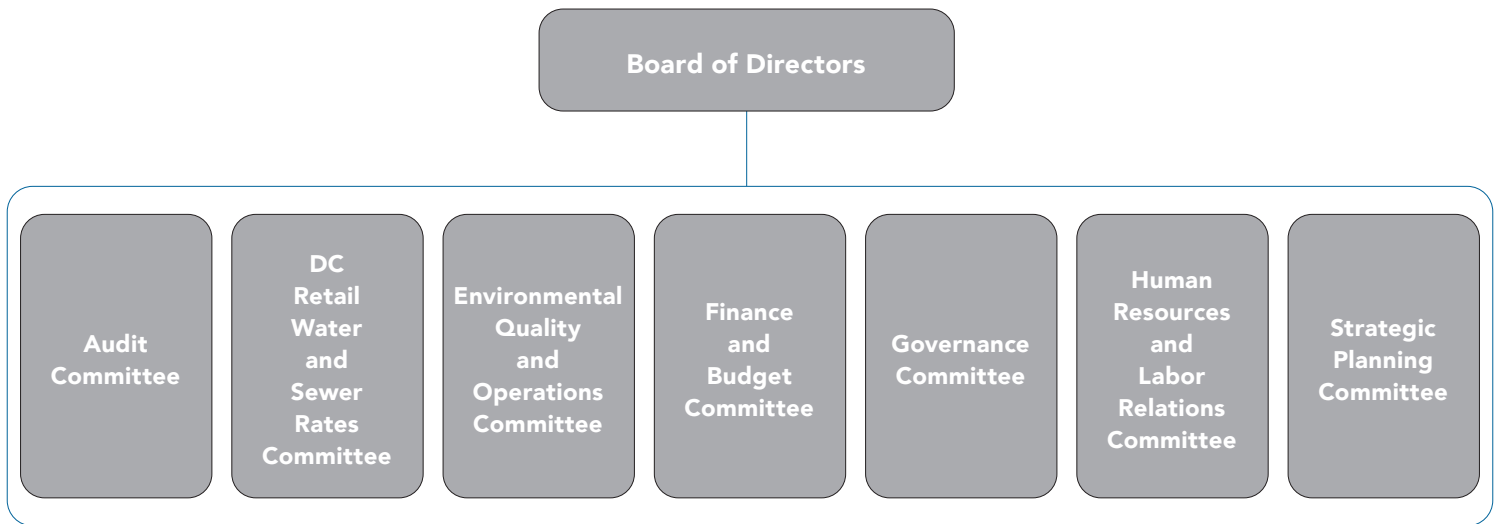 Board of Directors
Audit
Committee
DC
Retail
Water
and
Sewer
Rates
Committee
Environmental
Quality
and
Operations
Committee
Finance
and
Budget
Committee
Governance
Committee
Human
Resources
and
Labor
Relations
Committee
Strategic
Planning
Committee